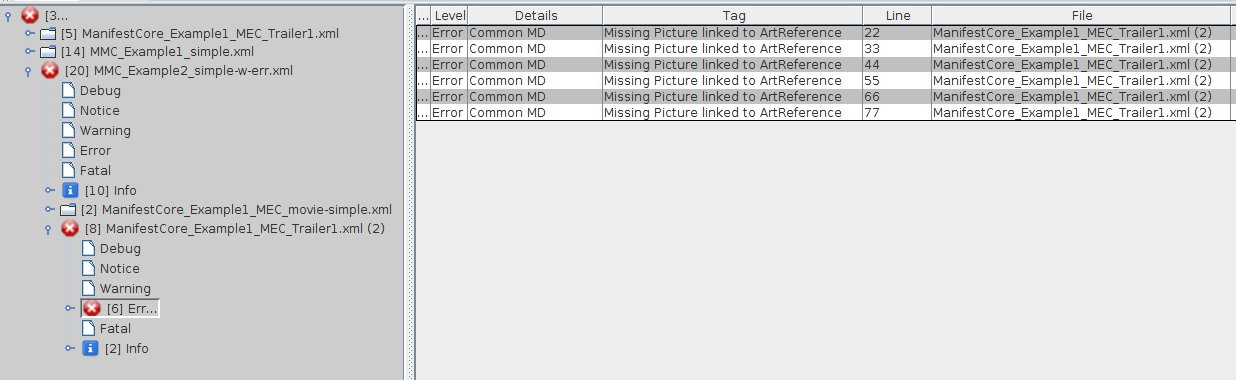 [3...
[5] ManifestCore_Example1_MEC_Trailer1.xml
[14] MMC_Example1_simple.xml
[20] MMC_Example2_simple-w-err.xml
Debug
Notice
Warning
Error
Fatal
[10] Info
[2] ManifestCore_Example1_MEC_movie-simple.xml
[8] ManifestCore_Example1_MEC_Trailer1.xml (2)
Debug
Notice
Warning
[6] Err...
Fatal
[2] Info
... Level Details Tag Line File
... Error Common MD Missing Picture linked to ArtReference 22 ManifestCore_Example1_MEC_Trailer1.xml (2)
... Error Common MD Missing Picture linked to ArtReference 33 ManifestCore_Example1_MEC_Trailer1.xml (2)
... Error Common MD Missing Picture linked to ArtReference 44 ManifestCore_Example1_MEC_Trailer1.xml (2)
... Error Common MD Missing Picture linked to ArtReference 55 ManifestCore_Example1_MEC_Trailer1.xml (2)
... Error Common MD Missing Picture linked to ArtReference 66 ManifestCore_Example1_MEC_Trailer1.xml (2)
... Error Common MD Missing Picture linked to ArtReference 77 ManifestCore_Example1_MEC_Trailer1.xml (2)